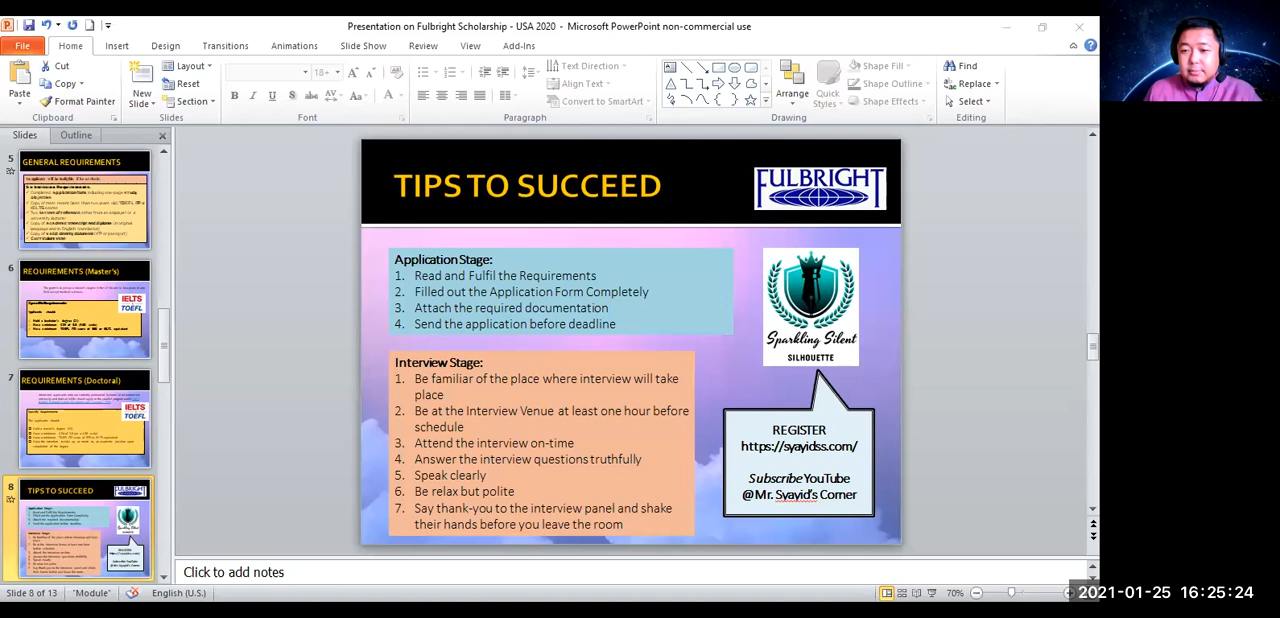 Presentation on Fulbright Scholarship - USA 2020 - Microsoft PowerPoint non-commercial use
File Home Insert Design Transitions Animations Slide Show Review View Add-Ins
Paste
Cut
Copy
Format Painter
Clipboard
New Slide
Layout
Reset
Section
Slides
18+
Font
Text Direction
Align Text
Convert to SmartArt
Paragraph
Arrange
Quick Styles
Shape Fill
Shape Outline
Shape Effects
Drawing
Find
Replace
Select
Editing
Slides Outline
5
GENERAL REQUIREMENTS
6
REQUIREMENTS (Master's)
IELTS
TOEFL
7
REQUIREMENTS (Doctoral)
IELTS
TOEFL
8
TIPS TO SUCCEED
FULBRIGHT
TIPS TO SUCCEED
FULBRIGHT
Application Stage:
1. Read and Fulfil the Requirements
2. Filled out the Application Form Completely
3. Attach the required documentation
4. Send the application before deadline
Interview Stage:
1. Be familiar of the place where interview will take
place
2. Be at the Interview Venue at least one hour before
schedule
3. Attend the interview on-time
4. Answer the interview questions truthfully
5. Speak clearly
6. Be relax but polite
7. Say thank you to the interview panel and shake
their hands before you leave the room
Sparkling Silent
SILHOUETTE
REGISTER
https://syayidss.com/
Subscribe YouTube
@Mr. Syayid's Corner
Click to add notes
Slide 8 of 13 "Module" English (U.S.) 70%
2021-01-25 16:25:24